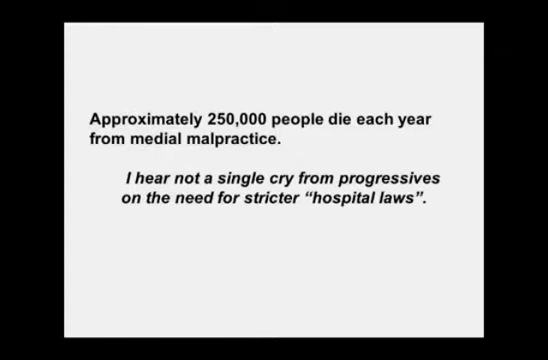 Approximately 250,000 people die each year
from medial malpractice.
I hear not a single cry from progressives
on the need for stricter “hospital laws”.